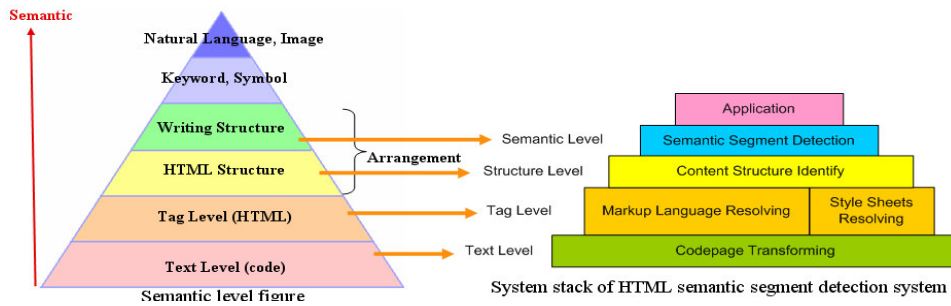 Semantic
Natural Language, Image
Keyword, Symbol
Writing Structure
HTML Structure
Arrangement
Tag Level (HTML)
Text Level (code)
Semantic level figure
Semantic Level
Structure Level
Tag Level
Text Level
Application
Semantic Segment Detection
Content Structure Identify
Markup Language Resolving
Style Sheets
Resolving
Codepage Transforming
System stack of HTML semantic segment detection system